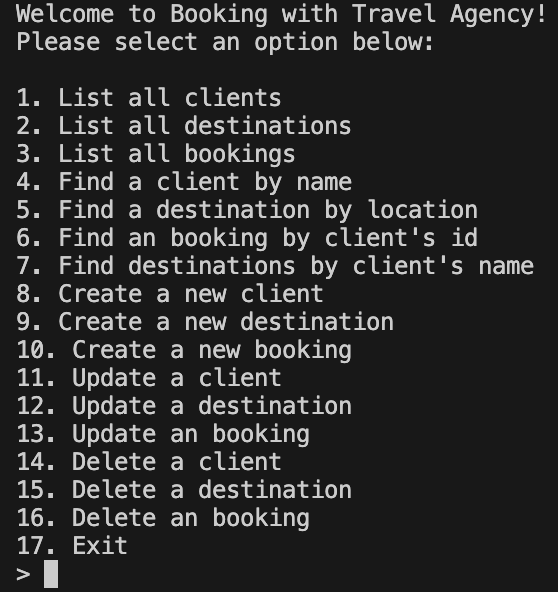 Welcome to Booking with Travel Agency!
Please select an option below:
1. List all clients
2. List all destinations
3. List all bookings
4. Find a client by name
5. Find a destination by location
6. Find an booking by client's id
7. Find destinations by client's name
8. Create a new client
9. Create a new destination
10. Create a new booking
11. Update a client
12. Update a destination
13. Update an booking
14. Delete a client
15. Delete a destination
16. Delete an booking
17. Exit
>